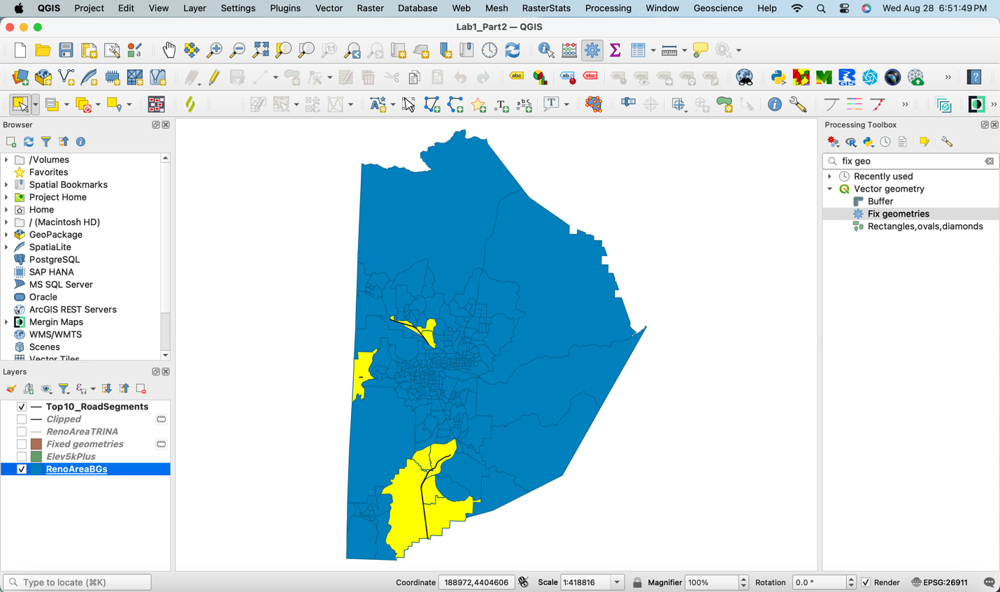 QGIS Project Edit View Layer Settings Plugins Vector Raster Database Web Mesh RasterStats Processing Window Geoscience Help Wed Aug 28 6:51:49 PM
Lab1_Part2 — QGIS
Browser
/Volumes
Favorites
Spatial Bookmarks
Project Home
Home
/ (Macintosh HD)
GeoPackage
SpatiaLite
PostgreSQL
SAP HANA
MS SQL Server
Oracle
ArcGIS REST Servers
Mergin Maps
WMS/WMTS
Scenes
Vector Tiles
Layers
Top10_RoadSegments
Clipped
RenoAreaTRINA
Fixed geometries
Elev5kPlus
RenoAreaBGs
Processing Toolbox
fix geo
Recently used
Vector geometry
Buffer
Fix geometries
Rectangles,ovals,diamonds
Type to locate (⌘K)
Coordinate 188972,4404606 Scale 1:418816 Magnifier 100% Rotation 0.0 ° Render EPSG:26911